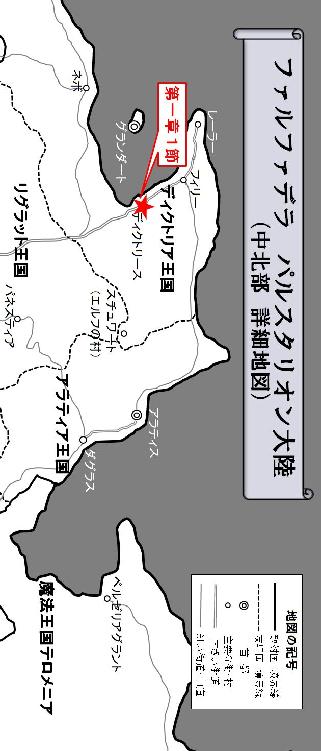 ファルファデラ パルスタリオン大陸
(中北部 詳細地図)
第一章1節
レーラー
フィリ
グランダート
ネポ
ディクトリア王国
ディクトリース
リグラット王国
スチュワート
(エルフの村)
パネスティア
アラティア王国
アラティス
ダグラス
ベルゼリアグラント
魔法王国テロメニア
地図の記号
首 都